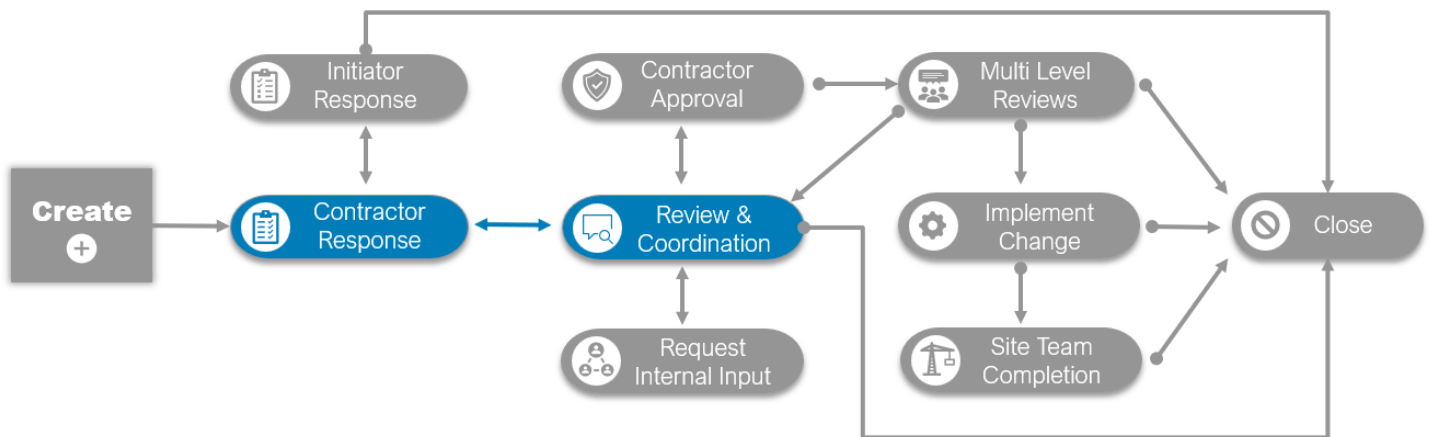 Initiator
Response
Contractor
Approval
Multi Level
Reviews
Create
Contractor
Response
Review &
Coordination
Implement
Change
Close
Request
Internal Input
Site Team
Completion